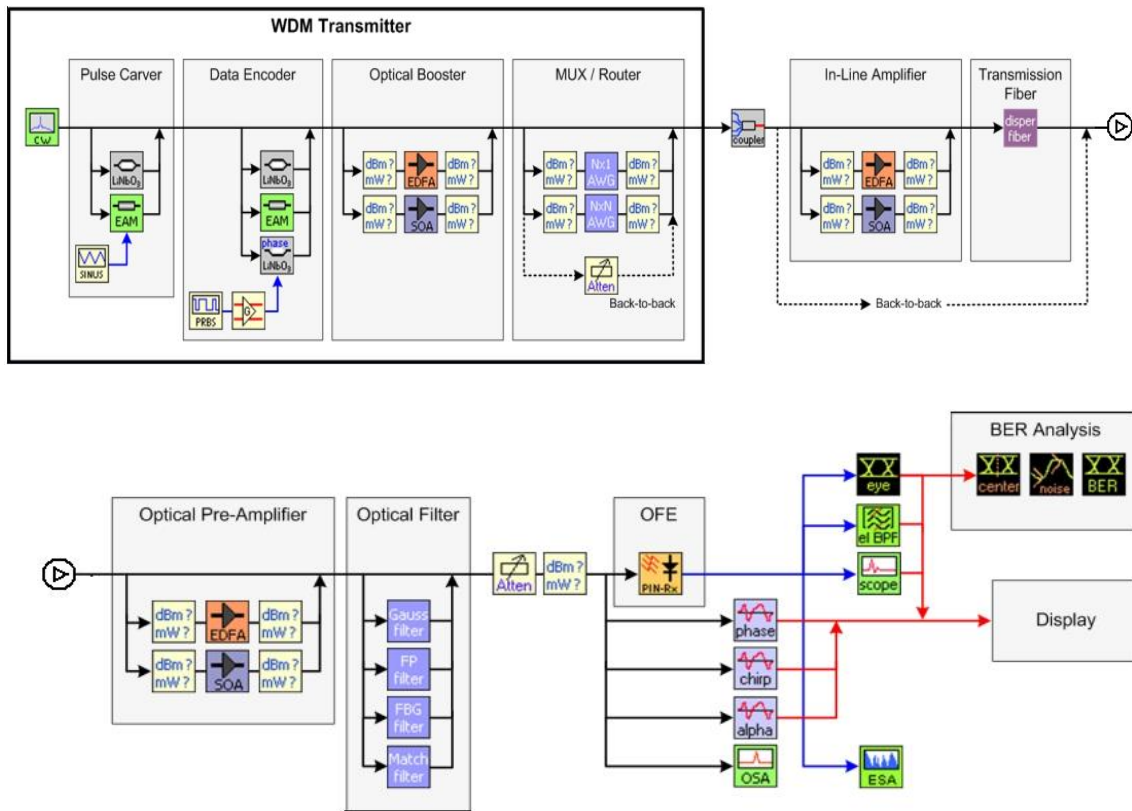 WDM Transmitter
Pulse Carver
Data Encoder
Optical Booster
MUX / Router
In-Line Amplifier
Transmission
Fiber
CW
coupler
disper
fiber
LiNbO3
EAM
SINUS
LiNbO3
EAM
phase
LiNbO3
PRBS
G
dBm ?
mW ?
EDFA
dBm ?
mW ?
dBm ?
mW ?
SOA
dBm ?
mW ?
dBm ?
mW ?
Nx1
AWG
dBm ?
mW ?
dBm ?
mW ?
NxN
AWG
dBm ?
mW ?
Atten
Back-to-back
dBm ?
mW ?
EDFA
dBm ?
mW ?
dBm ?
mW ?
SOA
dBm ?
mW ?
Back-to-back
Optical Pre-Amplifier
dBm ?
mW ?
EDFA
dBm ?
mW ?
dBm ?
mW ?
SOA
dBm ?
mW ?
Optical Filter
Gauss
filter
FP
filter
FBG
filter
Match
filter
Atten
dBm ?
mW ?
OFE
PIN-Rx
phase
chirp
alpha
OSA
eye
el BPF
scope
ESA
BER Analysis
center
noise
BER
Display